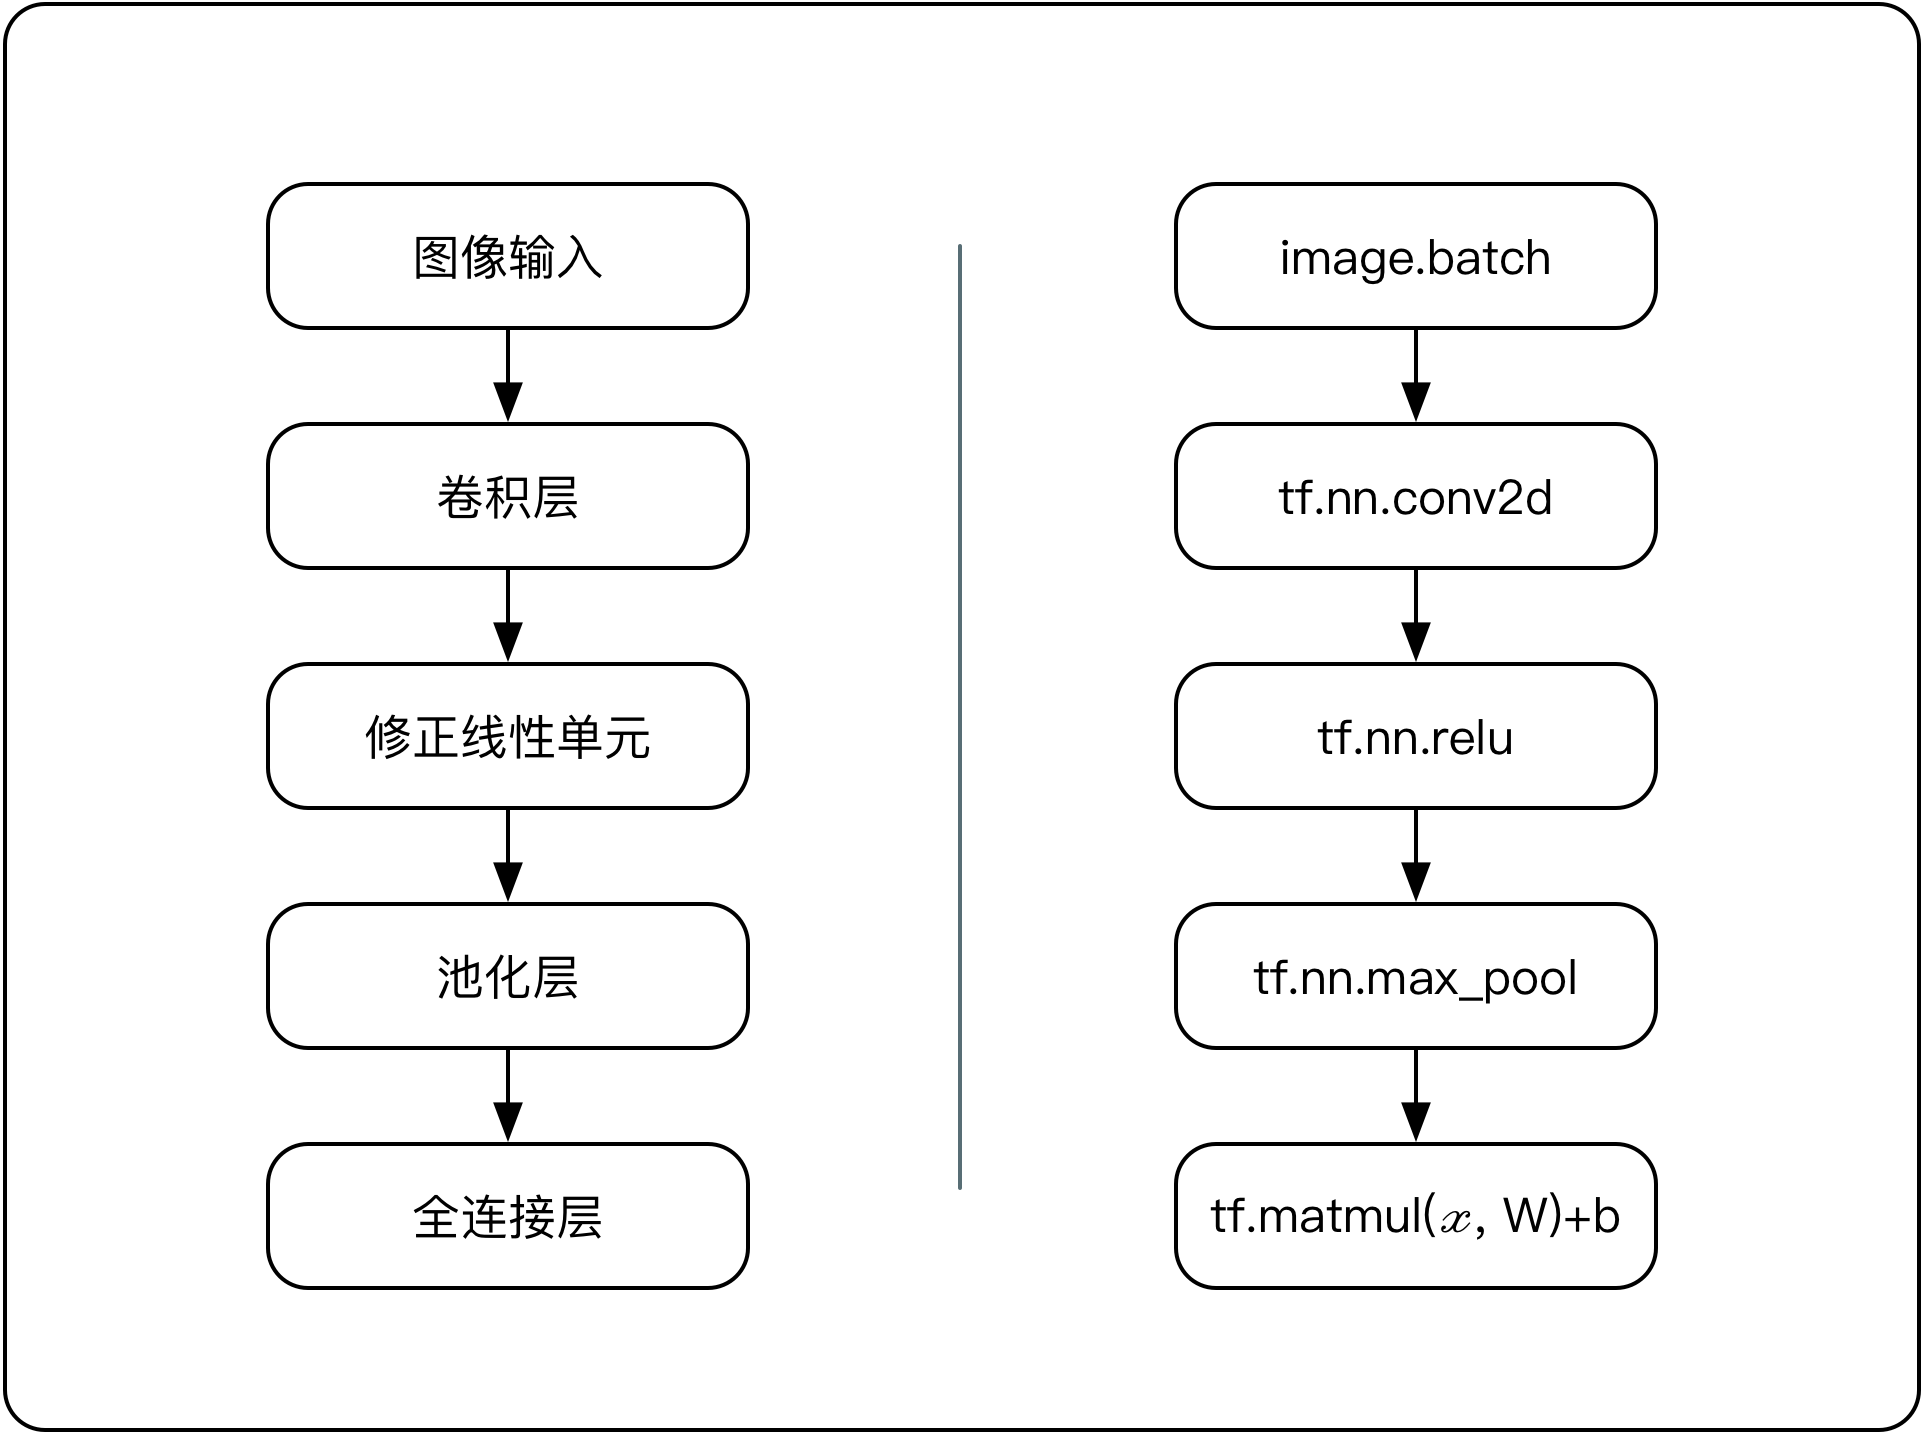 图像输入
卷积层
修正线性单元
池化层
全连接层
image.batch
tf.nn.conv2d
tf.nn.relu
tf.nn.max_pool
tf.matmul(𝓍, W)+b